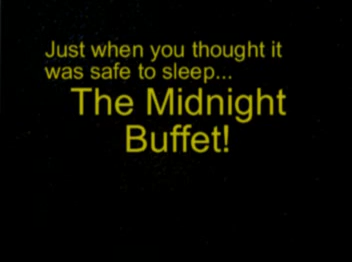 Just when you thought it
was safe to sleep...
The Midnight
Buffet!